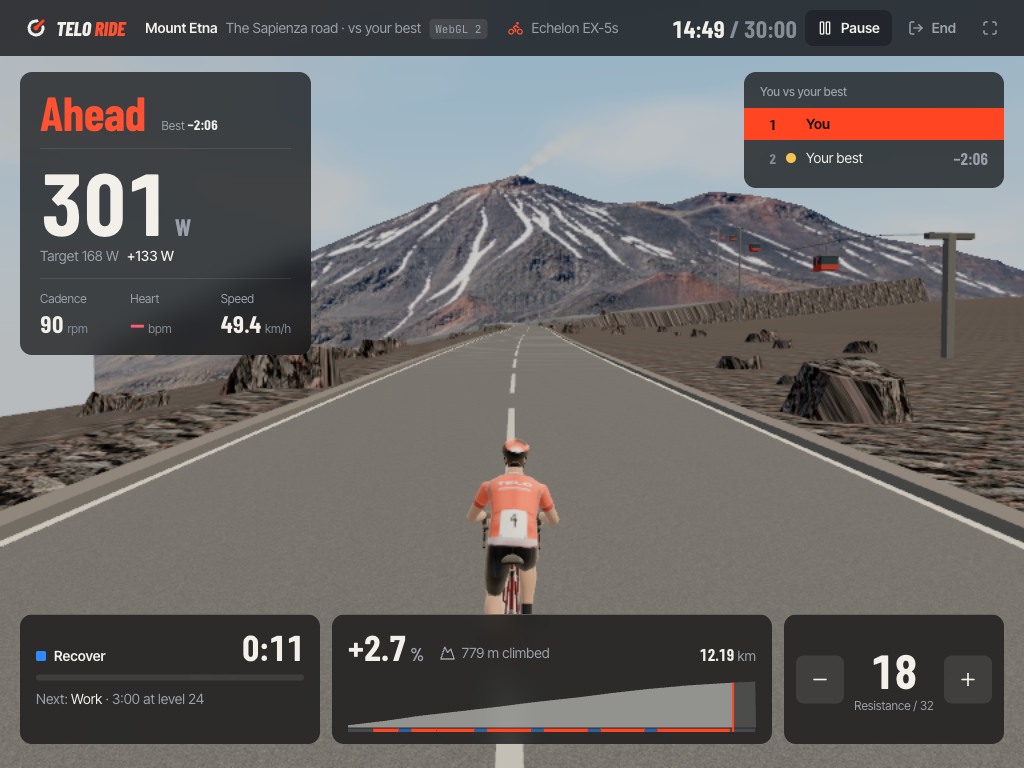 TELO RIDE Mount Etna The Sapienza road · vs your best WebGL 2 Echelon EX-5s 14:49 / 30:00 Pause End
Ahead Best −2:06
301 W
Target 168 W +133 W
Cadence Heart Speed
90 rpm — bpm 49.4 km/h
You vs your best
1 You
2 Your best −2:06
TELO
4
Recover 0:11
Next: Work · 3:00 at level 24
+2.7 % 779 m climbed 12.19 km
− 18 +
Resistance / 32